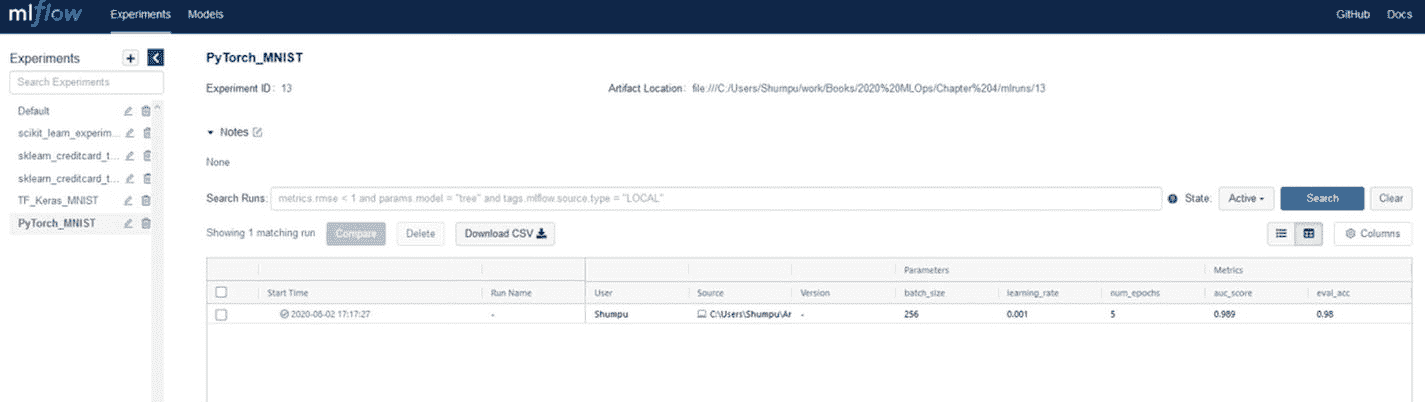 mlflow Experiments Models GitHub Docs
Experiments
Search Experiments
Default
scikit_learn_experim...
sklearn_creditcard_t...
sklearn_creditcard_t...
TF_Keras_MNIST
PyTorch_MNIST
PyTorch_MNIST
Experiment ID: 13 Artifact Location: file:///C:/Users/Shumpu/work/Books/2020%20MLOps/Chapter%204/mlruns/13
Notes
None
Search Runs: metrics.rmse < 1 and params.model = "tree" and tags.mlflow.source.type = "LOCAL" State: Active Search Clear
Showing 1 matching run Compare Delete Download CSV Columns
Parameters Metrics
Start Time Run Name User Source Version batch_size learning_rate num_epochs auc_score eval_acc
2020-08-02 17:17:27 - Shumpu C:\Users\Shumpu\Ar - 256 0.001 5 0.989 0.98